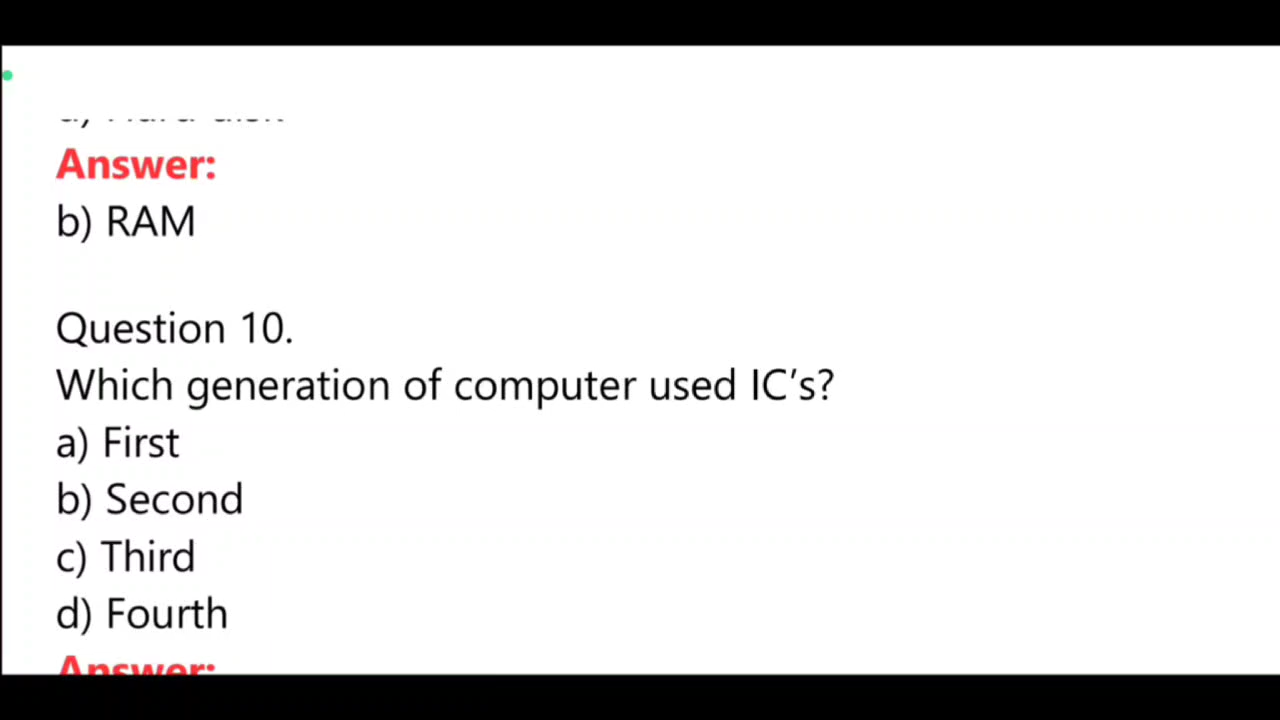 Answer:
b) RAM
Question 10.
Which generation of computer used IC's?
a) First
b) Second
c) Third
d) Fourth
Answer: